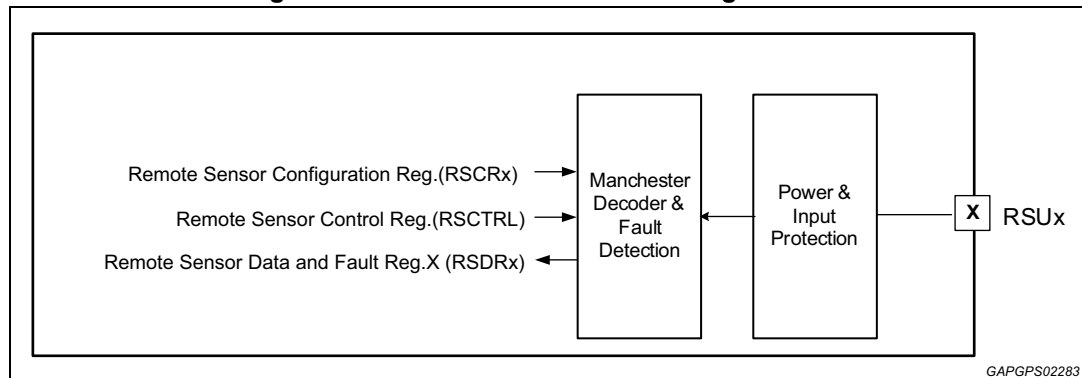 Remote Sensor Configuration Reg.(RSCRx)
Remote Sensor Control Reg.(RSCTRL)
Remote Sensor Data and Fault Reg.X (RSDRx)
Manchester
Decoder &
Fault
Detection
Power &
Input
Protection
X
RSUx
GAPGPS02283